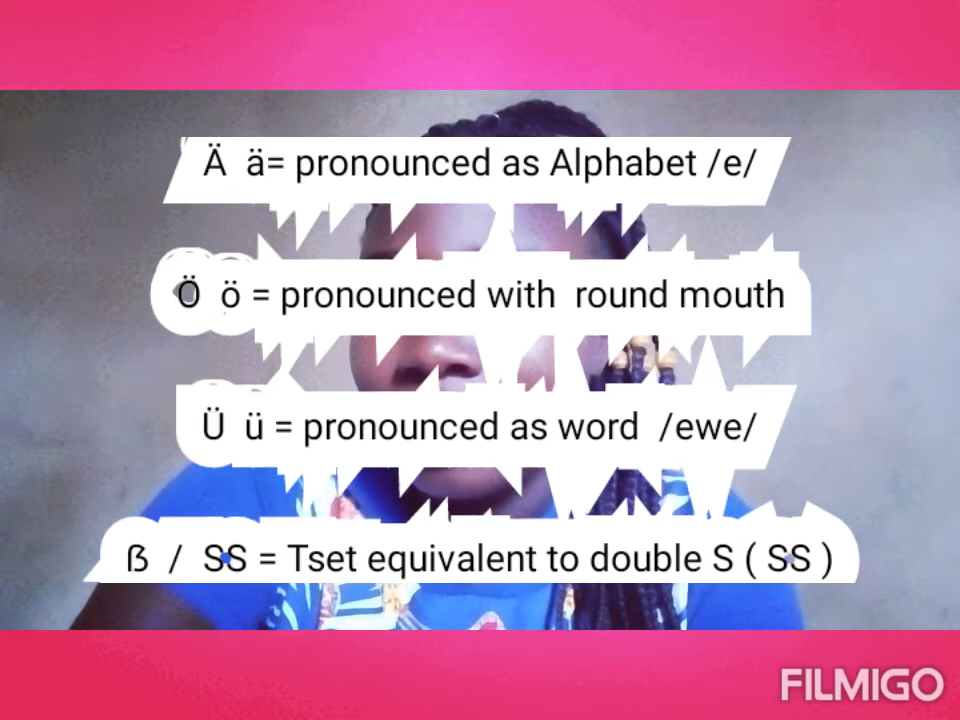 Ä ä= pronounced as Alphabet /e/
Ö ö = pronounced with round mouth
Ü ü = pronounced as word /ewe/
ß / SS = Tset equivalent to double S ( SS )
FILMIGO